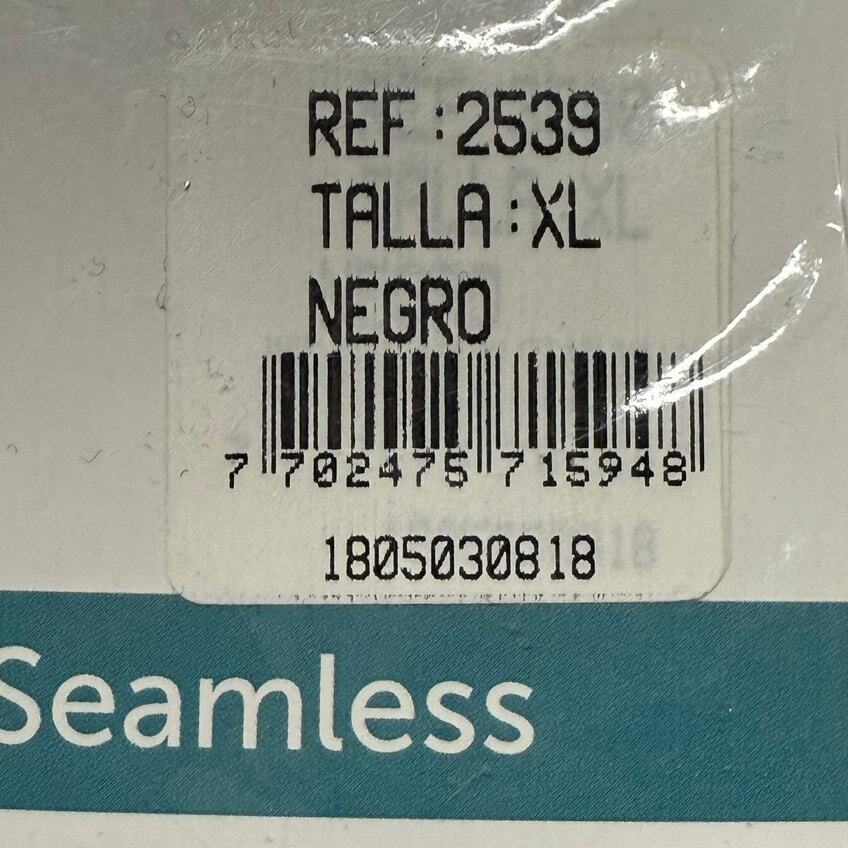 REF:2539
TALLA:XL
NEGRO
7 702475 715948
1805030818
Seamless